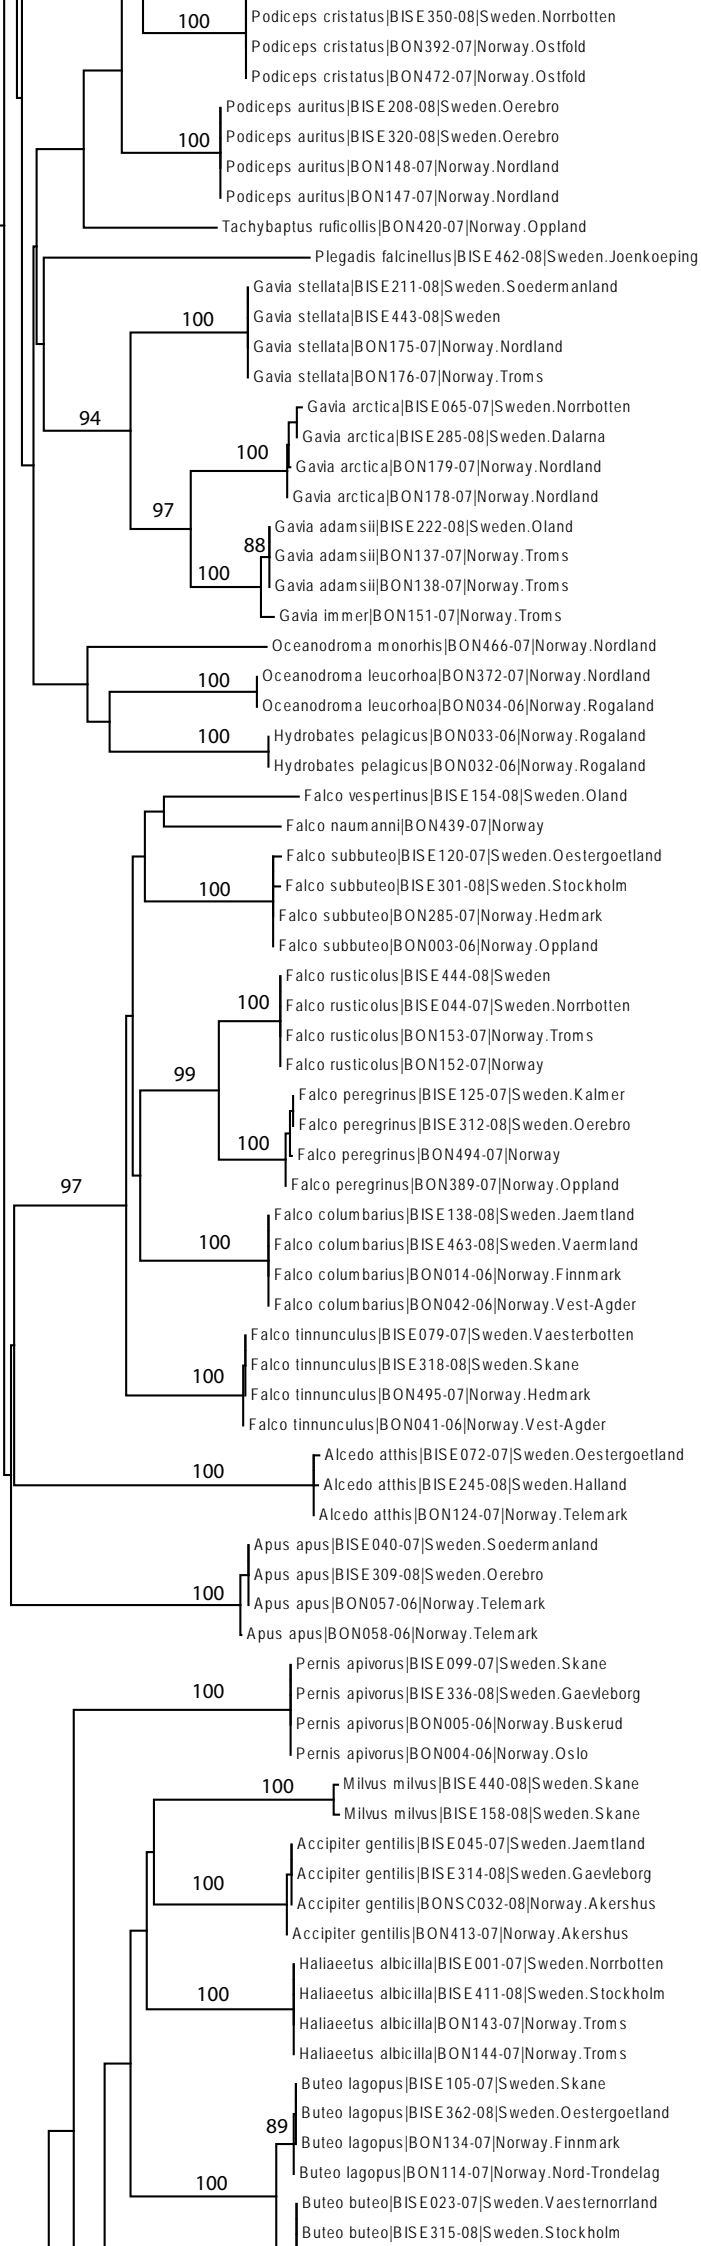 Podiceps cristatus|BISE350-08|Sweden.Norrbotten
100
Podiceps cristatus|BON392-07|Norway.Ostfold
Podiceps cristatus|BON472-07|Norway.Ostfold
Podiceps auritus|BISE208-08|Sweden.Oerebro
Podiceps auritus|BISE320-08|Sweden.Oerebro
100
Podiceps auritus|BON148-07|Norway.Nordland
Podiceps auritus|BON147-07|Norway.Nordland
Tachybaptus ruficollis|BON420-07|Norway.Oppland
Plegadis falcinellus|BISE462-08|Sweden.Joenkoeping
Gavia stellata|BISE211-08|Sweden.Soedermanland
100
Gavia stellata|BISE443-08|Sweden
Gavia stellata|BON175-07|Norway.Nordland
Gavia stellata|BON176-07|Norway.Troms
94
Gavia arctica|BISE065-07|Sweden.Norrbotten
Gavia arctica|BISE285-08|Sweden.Dalarna
100
Gavia arctica|BON179-07|Norway.Nordland
Gavia arctica|BON178-07|Norway.Nordland
97
Gavia adamsii|BISE222-08|Sweden.Oland
88
Gavia adamsii|BON137-07|Norway.Troms
100
Gavia adamsii|BON138-07|Norway.Troms
Gavia immer|BON151-07|Norway.Troms
Oceanodroma monorhis|BON466-07|Norway.Nordland
100
Oceanodroma leucorhoa|BON372-07|Norway.Nordland
Oceanodroma leucorhoa|BON034-06|Norway.Rogaland
100
Hydrobates pelagicus|BON033-06|Norway.Rogaland
Hydrobates pelagicus|BON032-06|Norway.Rogaland
Falco vespertinus|BISE154-08|Sweden.Oland
Falco naumanni|BON439-07|Norway
Falco subbuteo|BISE120-07|Sweden.Oestergoetland
100
Falco subbuteo|BISE301-08|Sweden.Stockholm
Falco subbuteo|BON285-07|Norway.Hedmark
Falco subbuteo|BON003-06|Norway.Oppland
Falco rusticolus|BISE444-08|Sweden
100
Falco rusticolus|BISE044-07|Sweden.Norrbotten
Falco rusticolus|BON153-07|Norway.Troms
Falco rusticolus|BON152-07|Norway
99
Falco peregrinus|BISE125-07|Sweden.Kalmer
Falco peregrinus|BISE312-08|Sweden.Oerebro
100
Falco peregrinus|BON494-07|Norway
Falco peregrinus|BON389-07|Norway.Oppland
97
Falco columbarius|BISE138-08|Sweden.Jaemtland
100
Falco columbarius|BISE463-08|Sweden.Vaermland
Falco columbarius|BON014-06|Norway.Finnmark
Falco columbarius|BON042-06|Norway.Vest-Agder
Falco tinnunculus|BISE079-07|Sweden.Vaesterbotten
Falco tinnunculus|BISE318-08|Sweden.Skane
100
Falco tinnunculus|BON495-07|Norway.Hedmark
Falco tinnunculus|BON041-06|Norway.Vest-Agder
Alcedo atthis|BISE072-07|Sweden.Oestergoetland
100
Alcedo atthis|BISE245-08|Sweden.Halland
Alcedo atthis|BON124-07|Norway.Telemark
Apus apus|BISE040-07|Sweden.Soedermanland
Apus apus|BISE309-08|Sweden.Oerebro
100
Apus apus|BON057-06|Norway.Telemark
Apus apus|BON058-06|Norway.Telemark
Pernis apivorus|BISE099-07|Sweden.Skane
100
Pernis apivorus|BISE336-08|Sweden.Gaevleborg
Pernis apivorus|BON005-06|Norway.Buskerud
Pernis apivorus|BON004-06|Norway.Oslo
100
Milvus milvus|BISE440-08|Sweden.Skane
Milvus milvus|BISE158-08|Sweden.Skane
Accipiter gentilis|BISE045-07|Sweden.Jaemtland
100
Accipiter gentilis|BISE314-08|Sweden.Gaevleborg
Accipiter gentilis|BONSC032-08|Norway.Akershus
Accipiter gentilis|BON413-07|Norway.Akershus
Haliaeetus albicilla|BISE001-07|Sweden.Norrbotten
100
Haliaeetus albicilla|BISE411-08|Sweden.Stockholm
Haliaeetus albicilla|BON143-07|Norway.Troms
Haliaeetus albicilla|BON144-07|Norway.Troms
Buteo lagopus|BISE105-07|Sweden.Skane
Buteo lagopus|BISE362-08|Sweden.Oestergoetland
89
Buteo lagopus|BON134-07|Norway.Finnmark
Buteo lagopus|BON114-07|Norway.Nord-Trondelag
100
Buteo buteo|BISE023-07|Sweden.Vaesternorrland
Buteo buteo|BISE315-08|Sweden.Stockholm